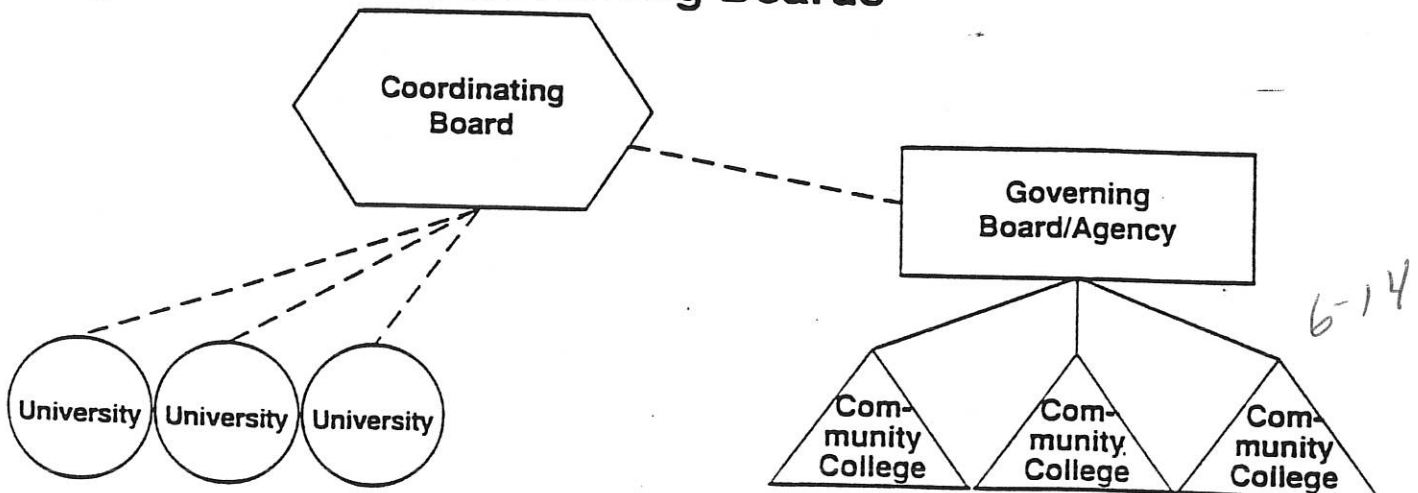 Boards
Coordinating
Board
Governing
Board/Agency
6-14
University
University
University
Com-
munity
College
Com-
munity.
College
Com-
munity
College